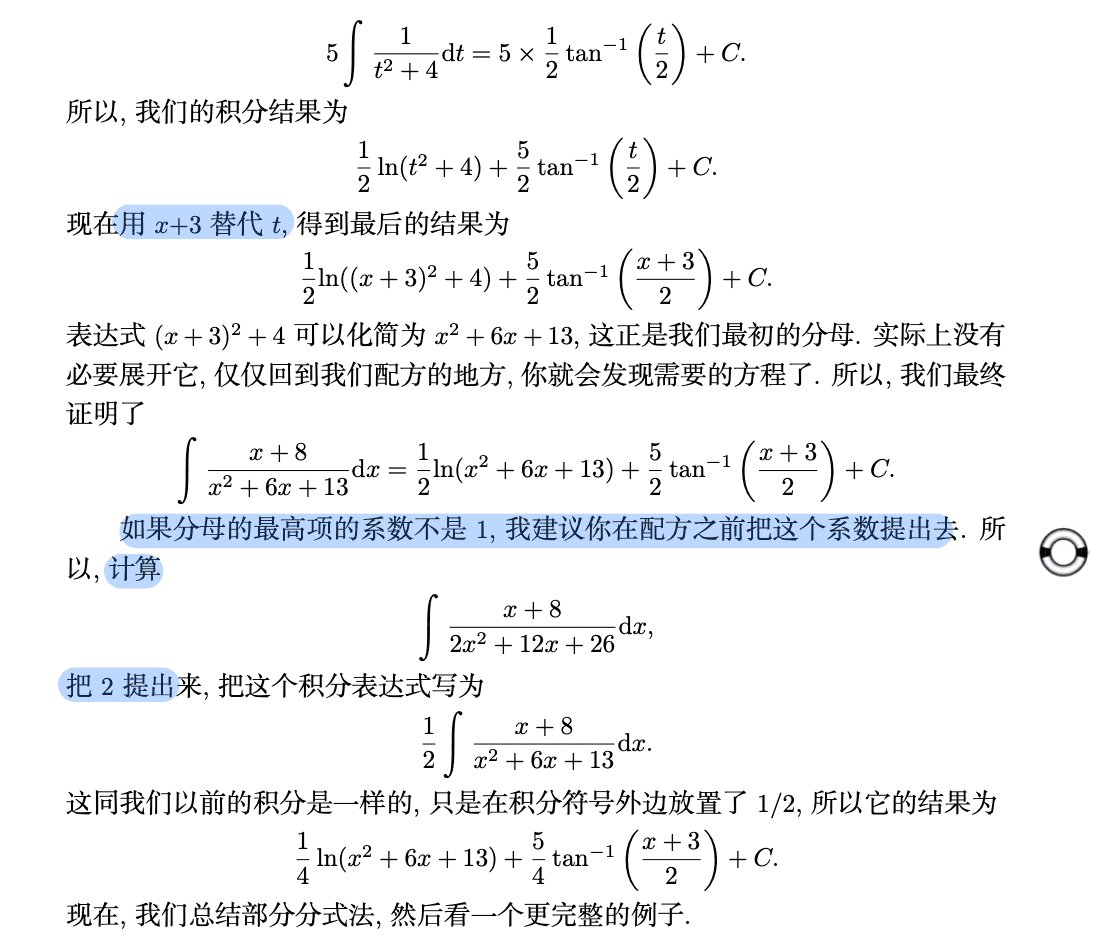 $5\int \frac{1}{t^2+4}\mathrm{d}t = 5 \times \frac{1}{2}\tan^{-1}\left(\frac{t}{2}\right) + C.$
所以, 我们的积分结果为
$\frac{1}{2}\ln(t^2+4) + \frac{5}{2}\tan^{-1}\left(\frac{t}{2}\right) + C.$
现在用 $x$+3 替代 $t$, 得到最后的结果为
$\frac{1}{2}\ln((x+3)^2+4) + \frac{5}{2}\tan^{-1}\left(\frac{x+3}{2}\right) + C.$
表达式 $(x+3)^2+4$ 可以化简为 $x^2+6x+13$, 这正是我们最初的分母. 实际上没有
必要展开它, 仅仅回到我们配方的地方, 你就会发现需要的方程了. 所以, 我们最终
证明了
$\int \frac{x+8}{x^2+6x+13}\mathrm{d}x = \frac{1}{2}\ln(x^2+6x+13) + \frac{5}{2}\tan^{-1}\left(\frac{x+3}{2}\right) + C.$
如果分母的最高项的系数不是 1, 我建议你在配方之前把这个系数提出去. 所
以, 计算
$\int \frac{x+8}{2x^2+12x+26}\mathrm{d}x,$
把 2 提出来, 把这个积分表达式写为
$\frac{1}{2}\int \frac{x+8}{x^2+6x+13}\mathrm{d}x.$
这同我们以前的积分是一样的, 只是在积分符号外边放置了 1/2, 所以它的结果为
$\frac{1}{4}\ln(x^2+6x+13) + \frac{5}{4}\tan^{-1}\left(\frac{x+3}{2}\right) + C.$
现在, 我们总结部分分式法, 然后看一个更完整的例子.